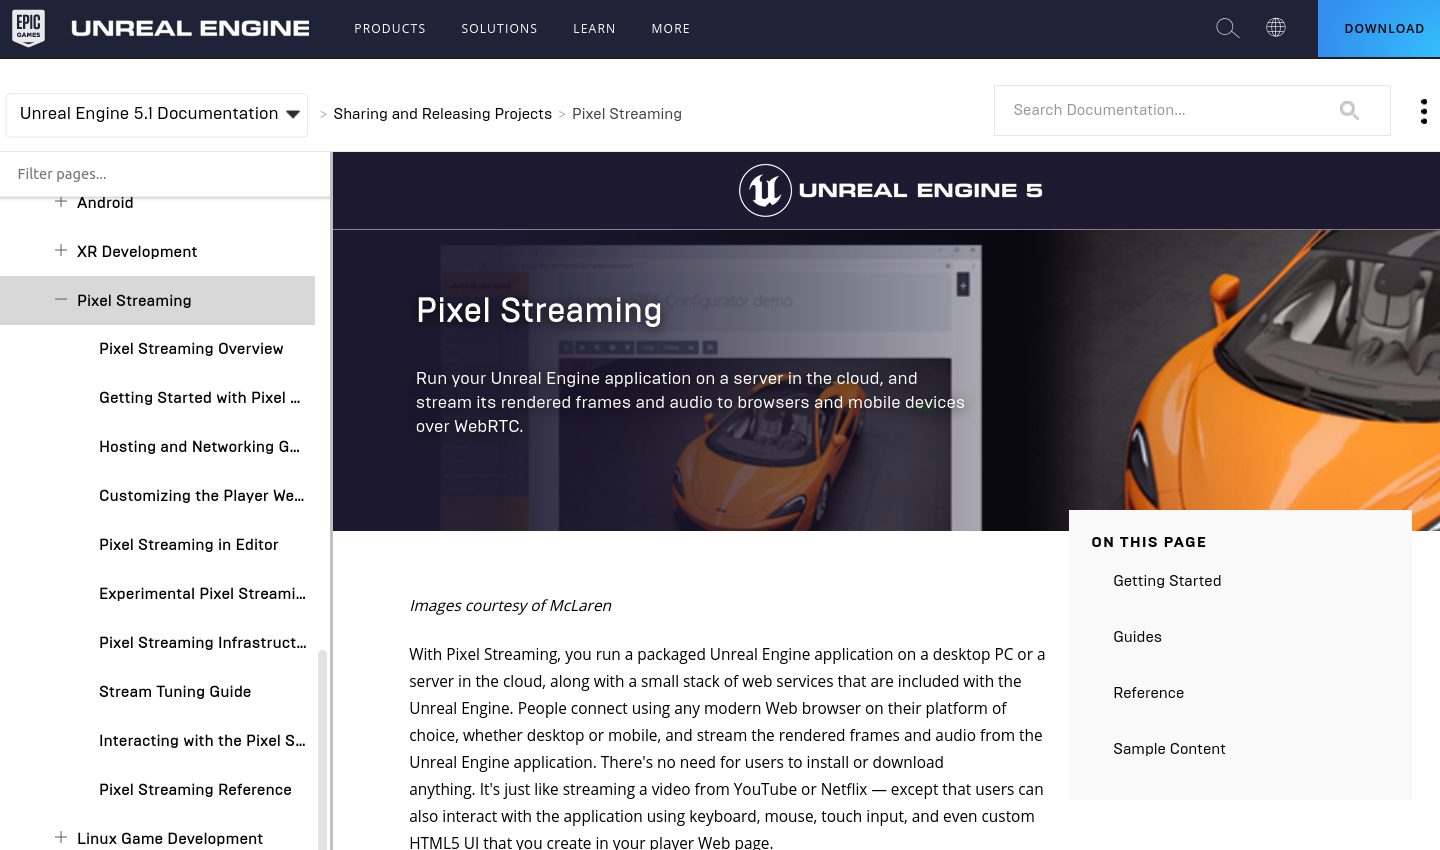 EPIC GAMES UNREAL ENGINE PRODUCTS SOLUTIONS LEARN MORE DOWNLOAD
Unreal Engine 5.1 Documentation > Sharing and Releasing Projects > Pixel Streaming Search Documentation...
Filter pages...
Android
XR Development
Pixel Streaming
Pixel Streaming Overview
Getting Started with Pixel ...
Hosting and Networking G...
Customizing the Player We...
Pixel Streaming in Editor
Experimental Pixel Streami...
Pixel Streaming Infrastruct...
Stream Tuning Guide
Interacting with the Pixel S...
Pixel Streaming Reference
Linux Game Development
UNREAL ENGINE 5
Configurator demo
Pixel Streaming
Run your Unreal Engine application on a server in the cloud, and
stream its rendered frames and audio to browsers and mobile devices
over WebRTC.
ON THIS PAGE
Getting Started
Guides
Reference
Sample Content
Images courtesy of McLaren
With Pixel Streaming, you run a packaged Unreal Engine application on a desktop PC or a
server in the cloud, along with a small stack of web services that are included with the
Unreal Engine. People connect using any modern Web browser on their platform of
choice, whether desktop or mobile, and stream the rendered frames and audio from the
Unreal Engine application. There's no need for users to install or download
anything. It's just like streaming a video from YouTube or Netflix — except that users can
also interact with the application using keyboard, mouse, touch input, and even custom
HTML5 UI that you create in your player Web page.